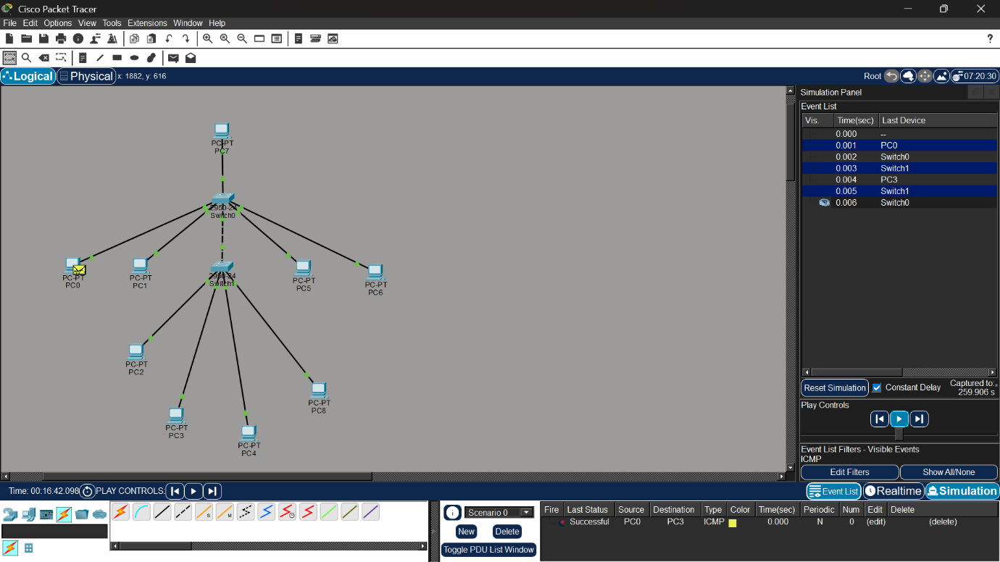 Cisco Packet Tracer
File Edit Options View Tools Extensions Window Help
?
Logical Physical x: 1882, y: 616 Root 07:20:30
Simulation Panel
Event List
Vis. Time(sec) Last Device
0.000 --
0.001 PC0
0.002 Switch0
0.003 Switch1
0.004 PC3
0.005 Switch1
0.006 Switch0
Reset Simulation Constant Delay Captured to:
259.906 s
Play Controls
Event List Filters - Visible Events
ICMP
Edit Filters Show All/None
PC-PT
PC7
2950-24
Switch0
PC-PT
PC0
PC-PT
PC1
2950-24
Switch1
PC-PT
PC5
PC-PT
PC6
PC-PT
PC2
PC-PT
PC8
PC-PT
PC3
PC-PT
PC4
Time: 00:16:42.098 PLAY CONTROLS: Event List Realtime Simulation
S M
Scenario 0
New Delete
Toggle PDU List Window
Fire Last Status Source Destination Type Color Time(sec) Periodic Num Edit Delete
Successful PC0 PC3 ICMP 0.000 N 0 (edit) (delete)